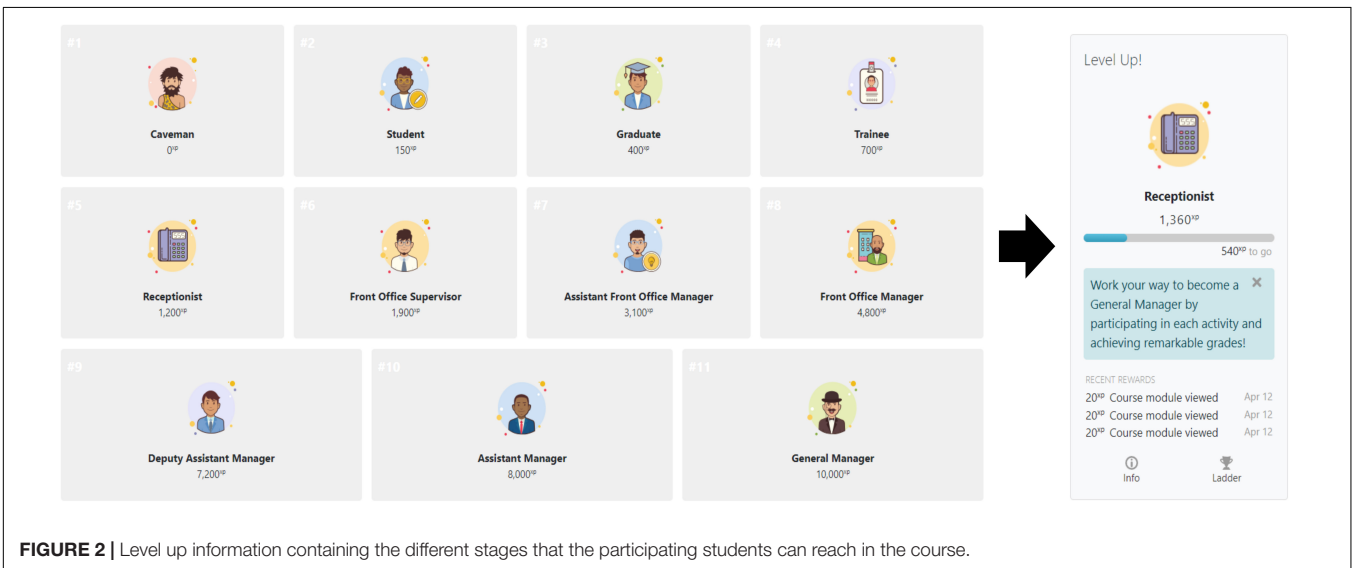 #1
Caveman
0xp
#2
Student
150xp
#3
Graduate
400xp
#4
Trainee
700xp
#5
Receptionist
1,200xp
#6
Front Office Supervisor
1,900xp
#7
Assistant Front Office Manager
3,100xp
#8
Front Office Manager
4,800xp
#9
Deputy Assistant Manager
7,200xp
#10
Assistant Manager
8,000xp
#11
General Manager
10,000xp
Level Up!
Receptionist
1,360xp
540xp to go
Work your way to become a
General Manager by
participating in each activity and
achieving remarkable grades!
RECENT REWARDS
20xp Course module viewed Apr 12
20xp Course module viewed Apr 12
20xp Course module viewed Apr 12
Info
Ladder
FIGURE 2 | Level up information containing the different stages that the participating students can reach in the course.